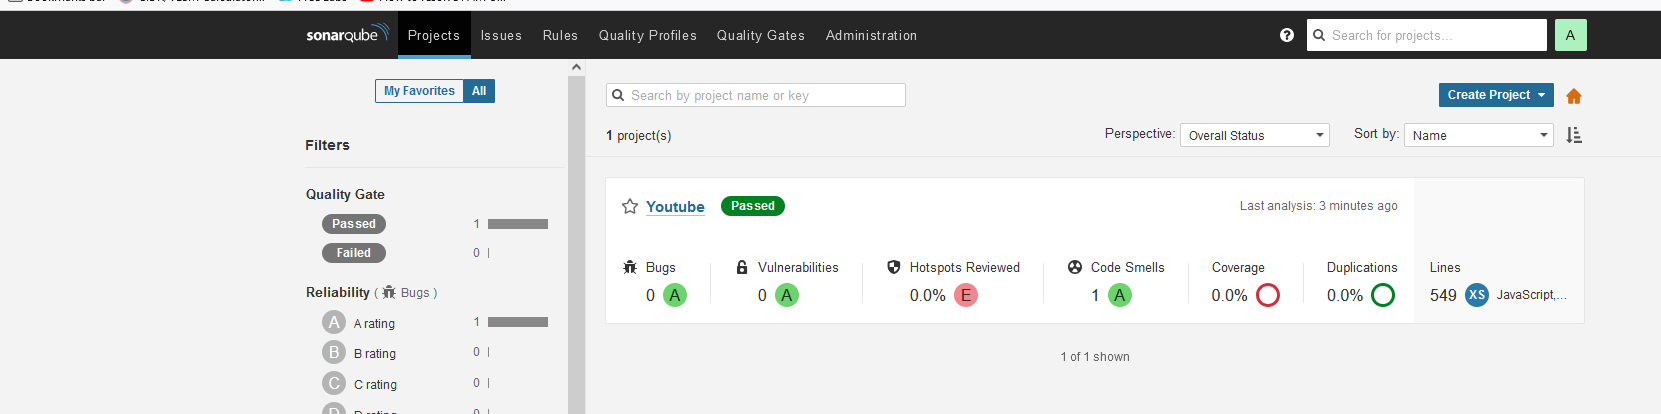 sonarqube Projects Issues Rules Quality Profiles Quality Gates Administration ? Search for projects... A
My Favorites All
Search by project name or key
Create Project
1 project(s)
Perspective: Overall Status
Sort by: Name
Filters
Quality Gate
Passed 1
Failed 0
Reliability ( Bugs )
A A rating 1
B B rating 0
C C rating 0
Youtube Passed
Last analysis: 3 minutes ago
Bugs
0 A
Vulnerabilities
0 A
Hotspots Reviewed
0.0% E
Code Smells
1 A
Coverage
0.0%
Duplications
0.0%
Lines
549 XS JavaScript,...
1 of 1 shown